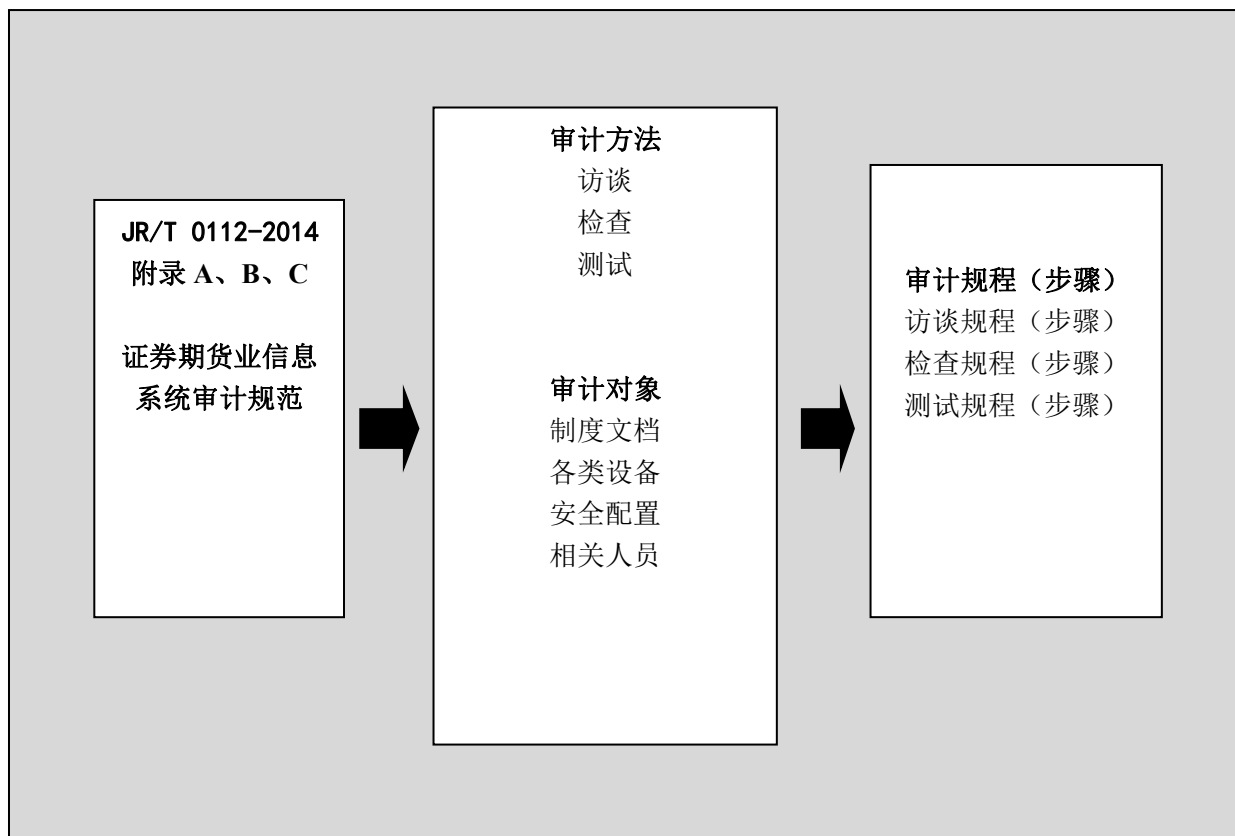 JR/T 0112-2014
附录 A、B、C
证券期货业信息
系统审计规范
审计方法
访谈
检查
测试
审计对象
制度文档
各类设备
安全配置
相关人员
审计规程（步骤）
访谈规程（步骤）
检查规程（步骤）
测试规程（步骤）